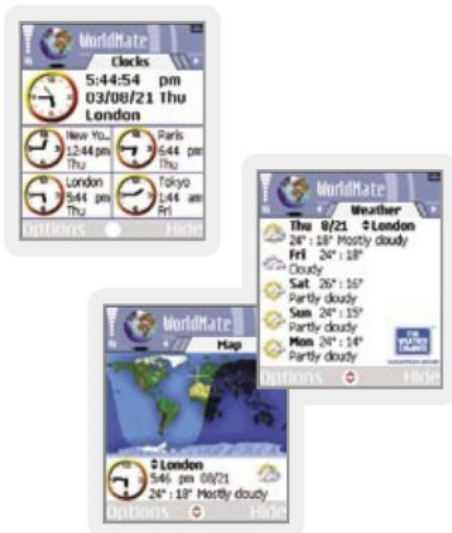 WorldMate
Clocks
5:44:54 pm
03/08/21 Thu
London
New Yo...
12:44 pm
Thu
Paris
6:44 pm
Thu
London
5:44 pm
Thu
Tokyo
1:44 am
Fri
Options Hide
WorldMate
Weather
Thu 8/21 London
24° : 18° Mostly cloudy
Fri 24° : 18°
Cloudy
Sat 26° : 16°
Partly cloudy
Sun 24° : 15°
Partly cloudy
Mon 24° : 14°
Partly cloudy
THE
WEATHER
CHANNEL
Options Hide
WorldMate
Map
London
5:46 pm 08/21
24° : 18° Mostly cloudy
Options Hide